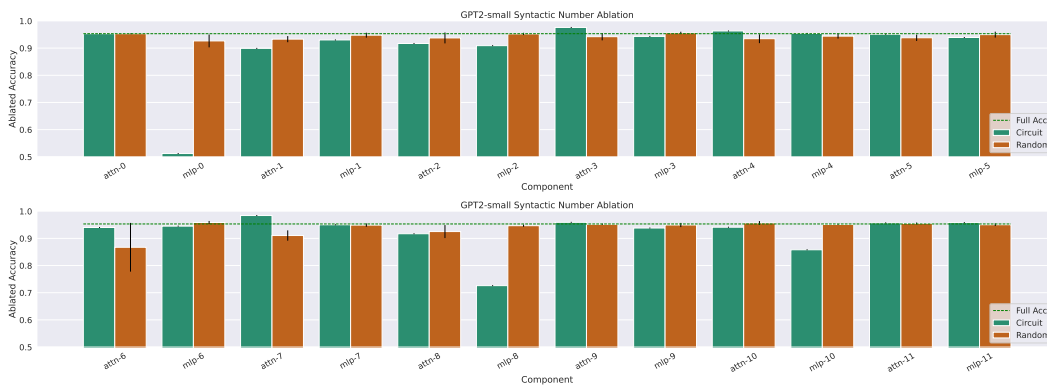 GPT2-small Syntactic Number Ablation
1.0
0.9
0.8
0.7
0.6
0.5
Ablated Accuracy
attn-0
mlp-0
attn-1
mlp-1
attn-2
mlp-2
attn-3
mlp-3
attn-4
mlp-4
attn-5
mlp-5
Component
Full Acc
Circuit
Random
GPT2-small Syntactic Number Ablation
1.0
0.9
0.8
0.7
0.6
0.5
Ablated Accuracy
attn-6
mlp-6
attn-7
mlp-7
attn-8
mlp-8
attn-9
mlp-9
attn-10
mlp-10
attn-11
mlp-11
Component
Full Acc
Circuit
Random